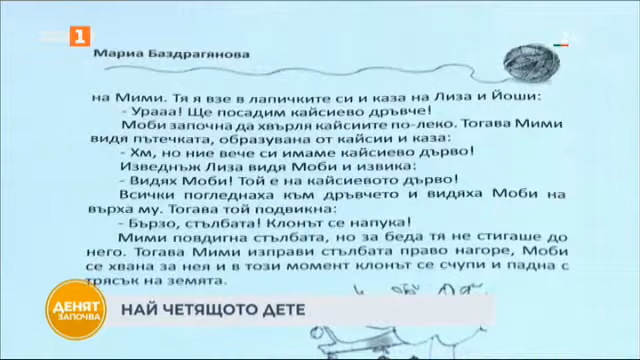 1
Мариа Баздрагянова
на Мими. Тя я взе в лапичките си и каза на Лиза и Йоши:
- Урааа! Ще посадим кайсиево дръвче!
Моби започна да хвърля кайсиите по-леко. Тогава Мими
видя пътечката, образувана от кайсии и каза:
- Хм, но ние вече си имаме кайсиево дърво!
Изведнъж Лиза видя Моби и извика:
- Видях Моби! Той е на кайсиевото дърво!
Всички погледнаха към дръвчето и видяха Моби на
върха му. Тогава той подвикна:
- Бързо, стълбата! Клонът се напука!
Мими повдигна стълбата, но за беда тя не стигаше до
него. Тогава Мими изправи стълбата право нагоре, Моби
се хвана за нея и в този момент клонът се счупи и падна с
трясък на земята.
ДЕНЯТ
ЗАПОЧВА
НАЙ ЧЕТЯЩОТО ДЕТЕ